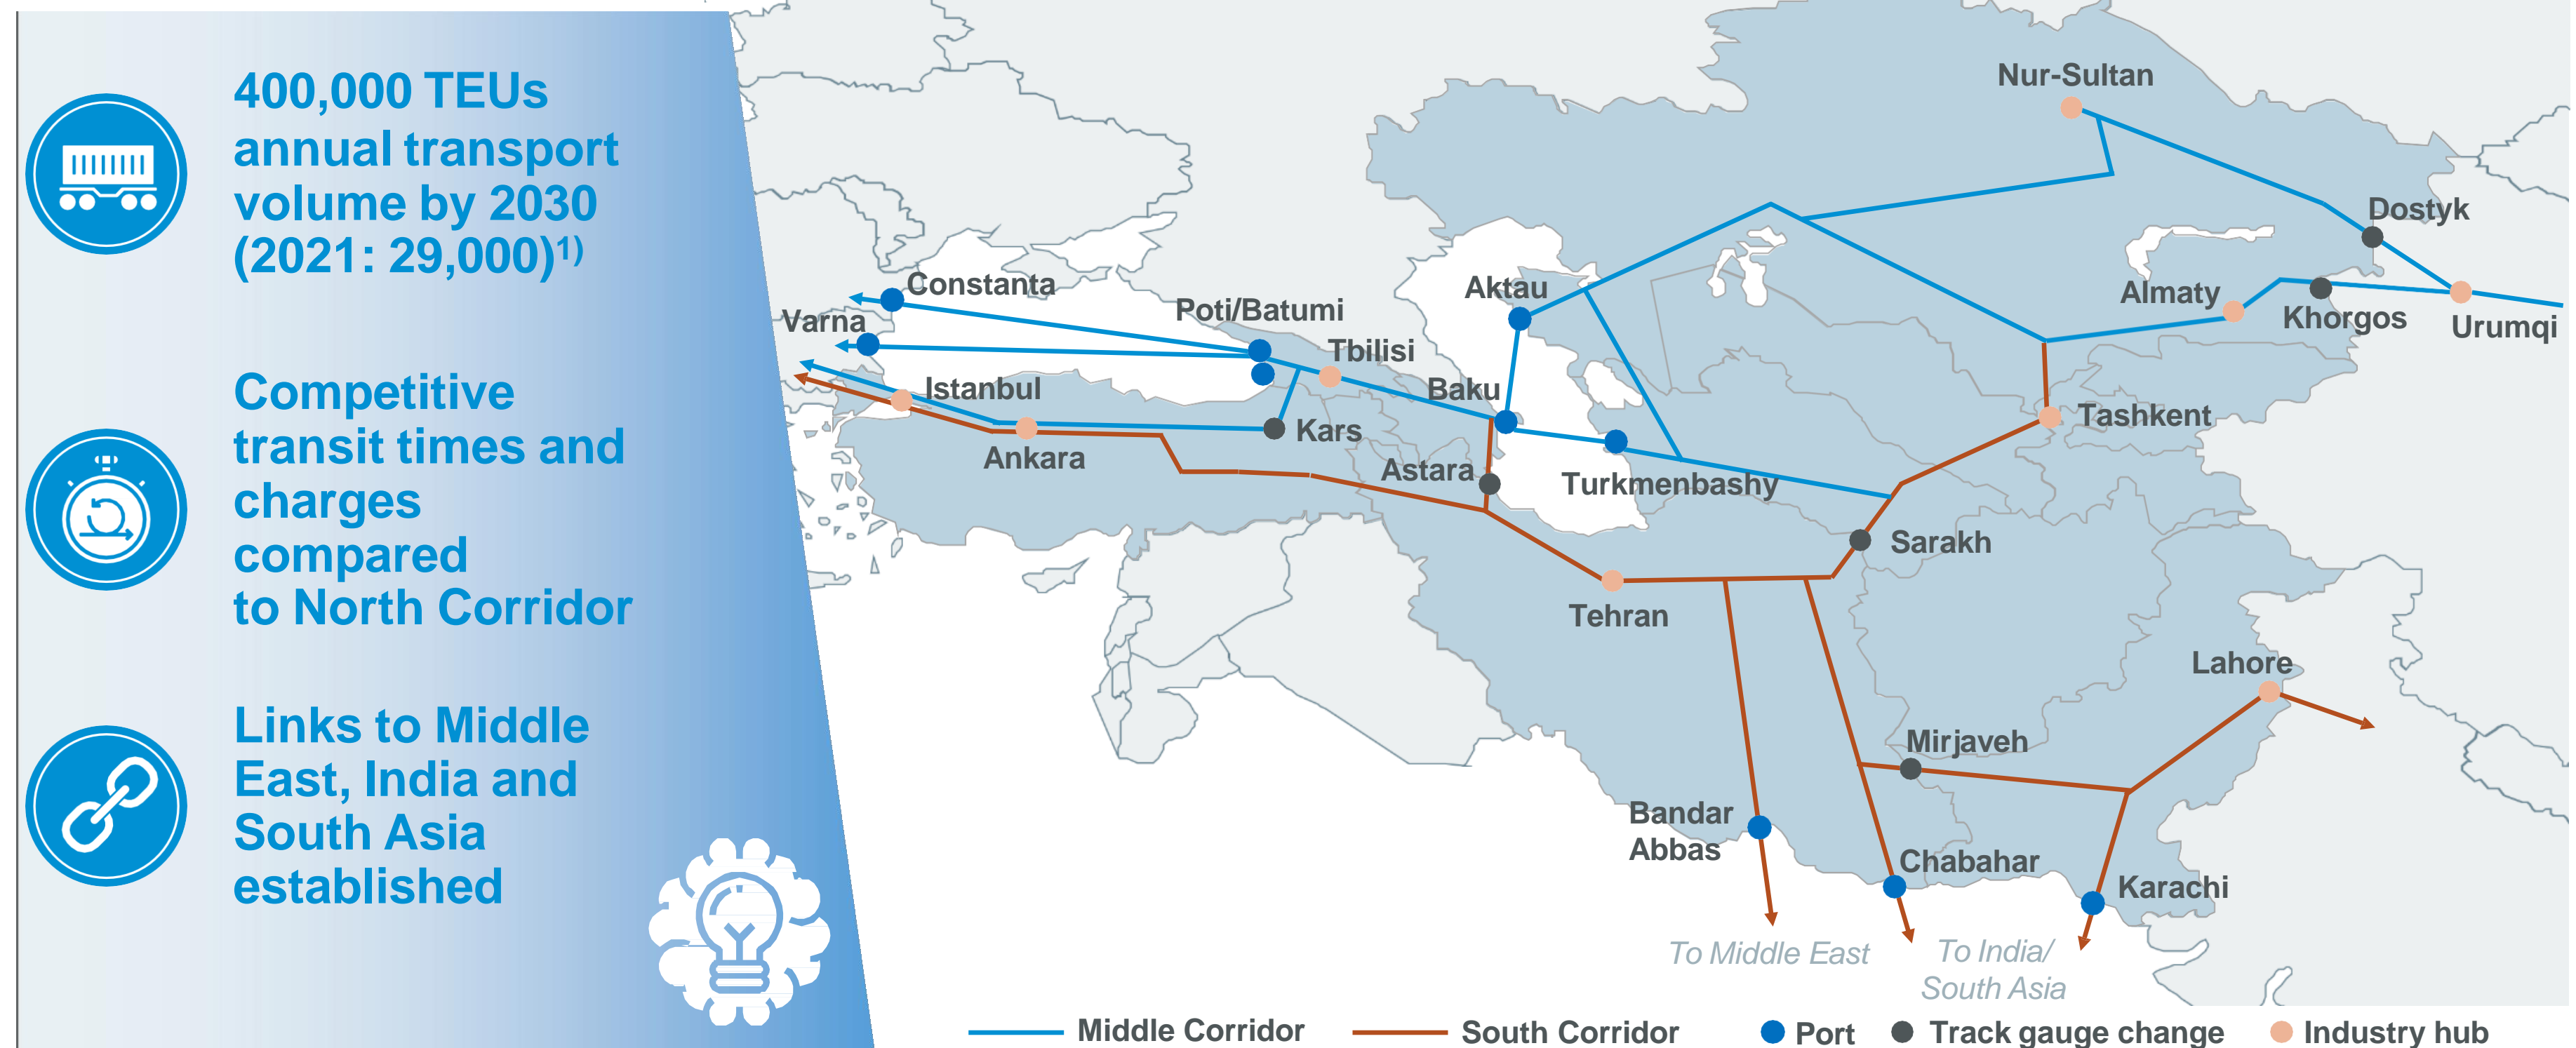 400,000 TEUs
annual transport
volume by 2030
(2021: 29,000)1)
Competitive
transit times and
charges
compared
to North Corridor
Links to Middle
East, India and
South Asia
established
Nur-Sultan
Dostyk
Almaty
Khorgos
Urumqi
Aktau
Constanta
Poti/Batumi
Varna
Tbilisi
Istanbul
Baku
Kars
Ankara
Astara
Turkmenbashy
Tashkent
Sarakh
Tehran
Lahore
Mirjaveh
Bandar
Abbas
Chabahar
Karachi
To Middle East
To India/
South Asia
Middle Corridor
South Corridor
Port
Track gauge change
Industry hub